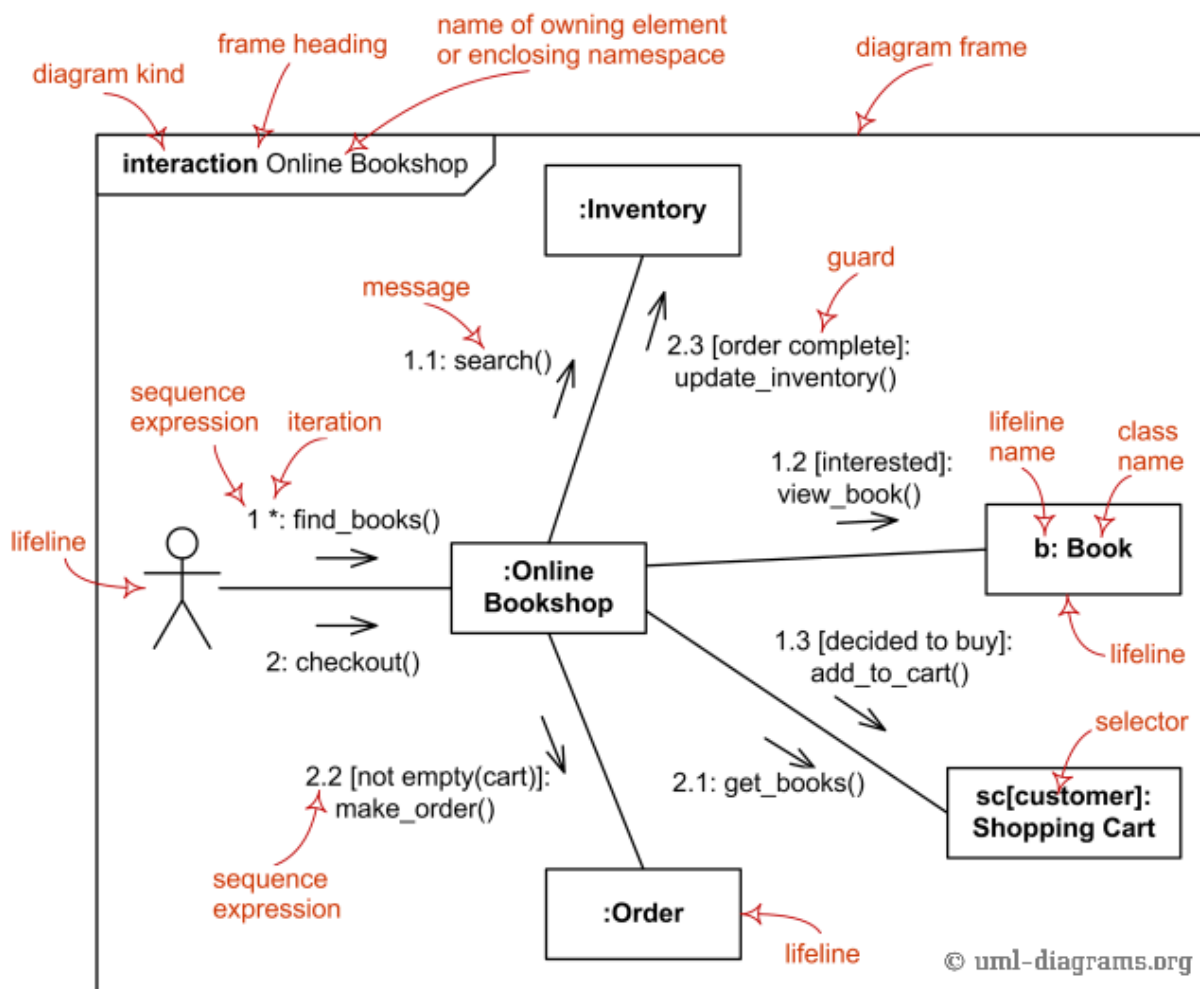 name of owning element
or enclosing namespace
frame heading
diagram frame
diagram kind
interaction Online Bookshop
:Inventory
guard
message
2.3 [order complete]:
update_inventory()
1.1: search()
sequence
expression
iteration
lifeline
name
class
name
1.2 [interested]:
view_book()
1 *: find_books()
lifeline
b: Book
:Online
Bookshop
2: checkout()
1.3 [decided to buy]:
add_to_cart()
lifeline
selector
2.2 [not empty(cart)]:
make_order()
2.1: get_books()
sc[customer]:
Shopping Cart
sequence
expression
:Order
lifeline
© uml-diagrams.org